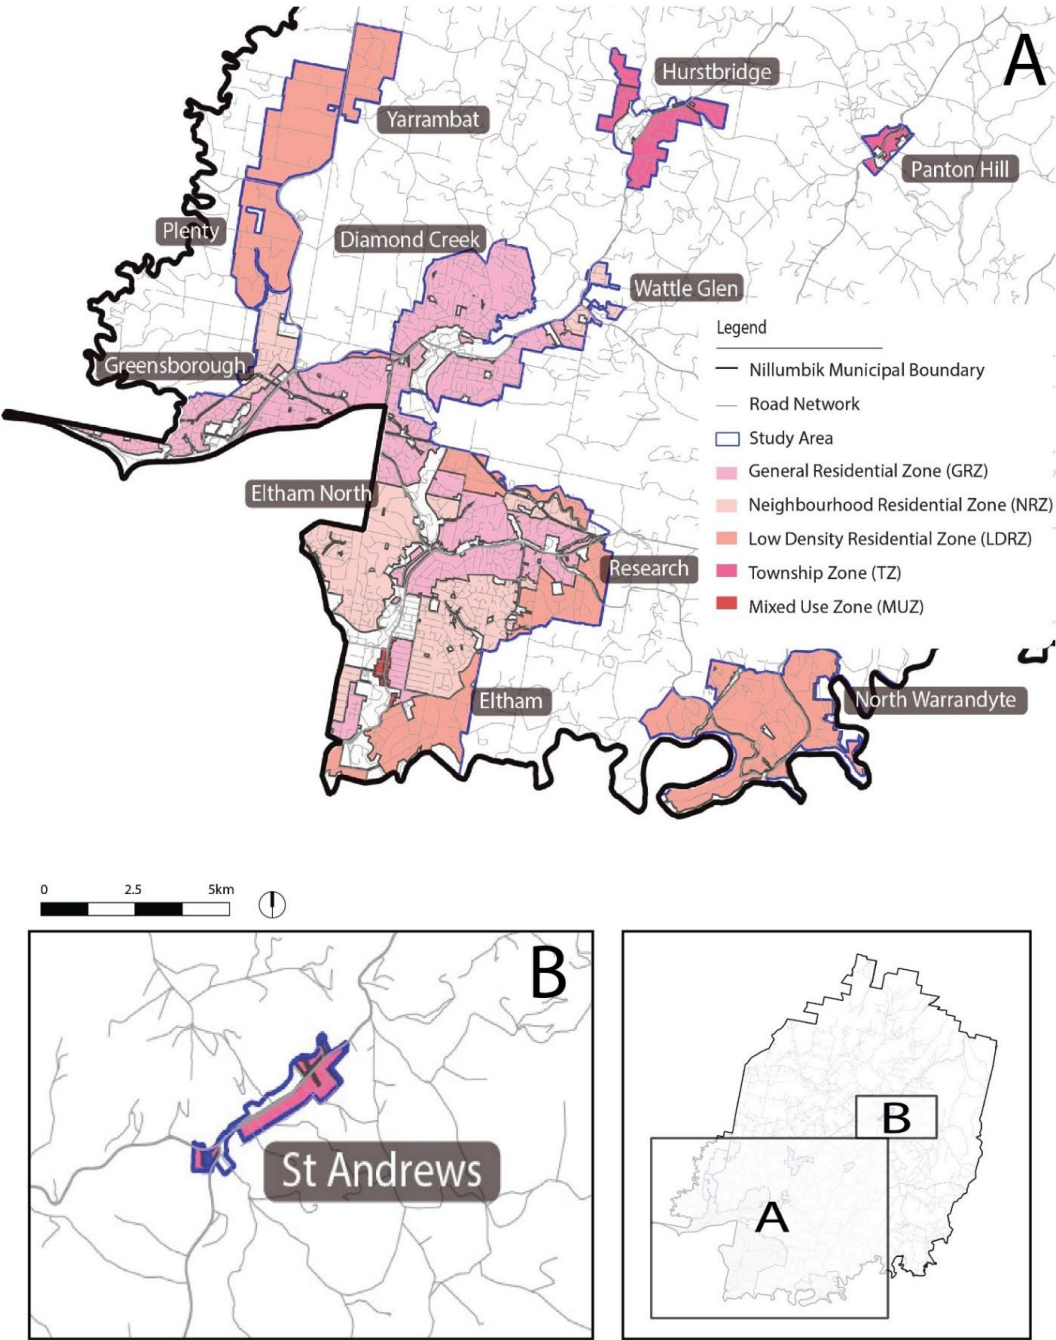 A
Hurstbridge
Yarrambat
Panton Hill
Plenty
Diamond Creek
Wattle Glen
Legend
Greensborough
Nillumbik Municipal Boundary
Road Network
Study Area
General Residential Zone (GRZ)
Eltham North
Neighbourhood Residential Zone (NRZ)
Low Density Residential Zone (LDRZ)
Research
Township Zone (TZ)
Mixed Use Zone (MUZ)
Eltham
North Warrandyte
0 2.5 5km
B
St Andrews
B
A